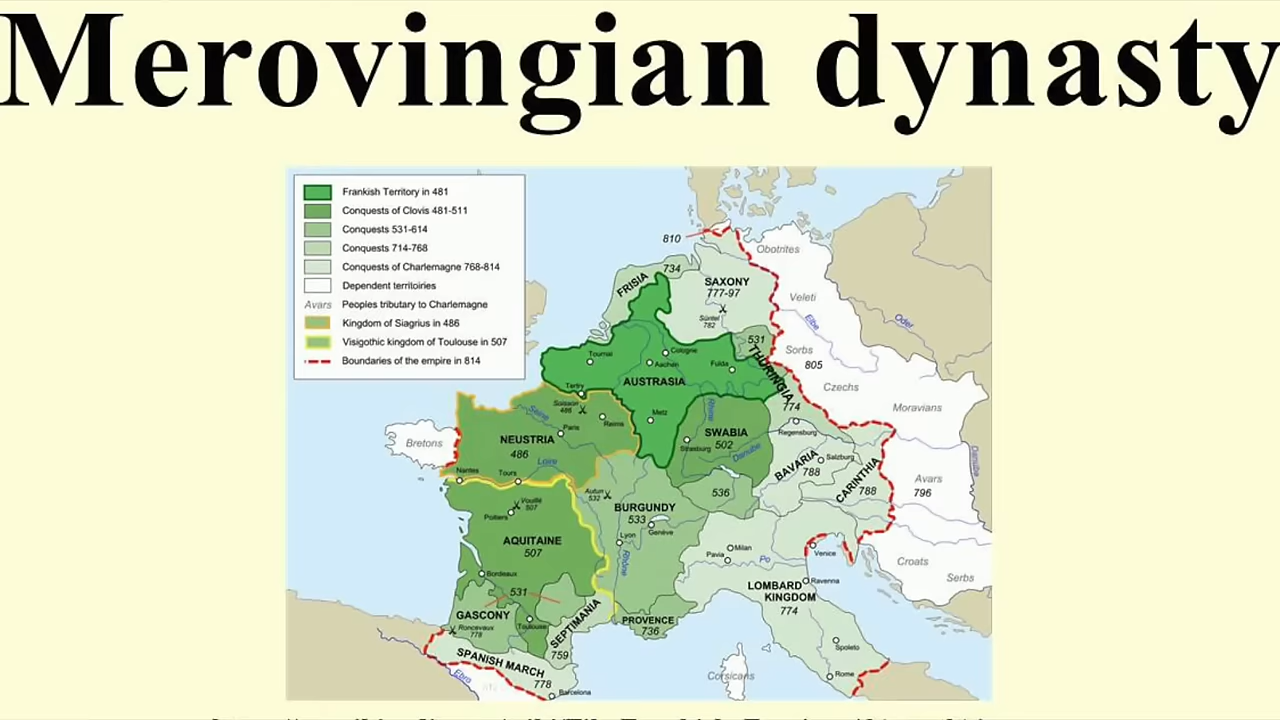 Merovingian dynasty
Frankish Territory in 481
Conquests of Clovis 481-511
Conquests 531-614
Conquests 714-768
Conquests of Charlemagne 768-814
Dependent territoiries
Avars Peoples tributary to Charlemagne
Kingdom of Siagrius in 486
Visigothic kingdom of Toulouse in 507
Boundaries of the empire in 814
810
Obotrites
734
FRISIA
SAXONY
777-97
Veleti
Süntel
782
Elbe
Oder
531
THURINGIA
Sorbs
805
Tournai
Cologne
Aachen
Fulda
AUSTRASIA
Czechs
Tertry
Soisson
486
Reims
Metz
Rhine
774
Moravians
Seine
Paris
NEUSTRIA
486
SWABIA
502
Regensburg
Bretons
Strasburg
Danube
Salzburg
BAVARIA
788
Danube
Loire
Nantes
Tours
CARINTHIA
788
Avars
796
Autun
532
536
Vouillé
507
Poitiers
BURGUNDY
533
Genève
AQUITAINE
507
Lyon
Rhône
Milan
Pavia
Po
Venice
Croats
Serbs
Bordeaux
LOMBARD
KINGDOM
774
Ravenna
531
GASCONY
Toulouse
SEPTIMANIA
759
PROVENCE
736
Roncevaux
778
Spoleto
SPANISH MARCH
778
Ebra
Corsicans
Rome
Barcelona